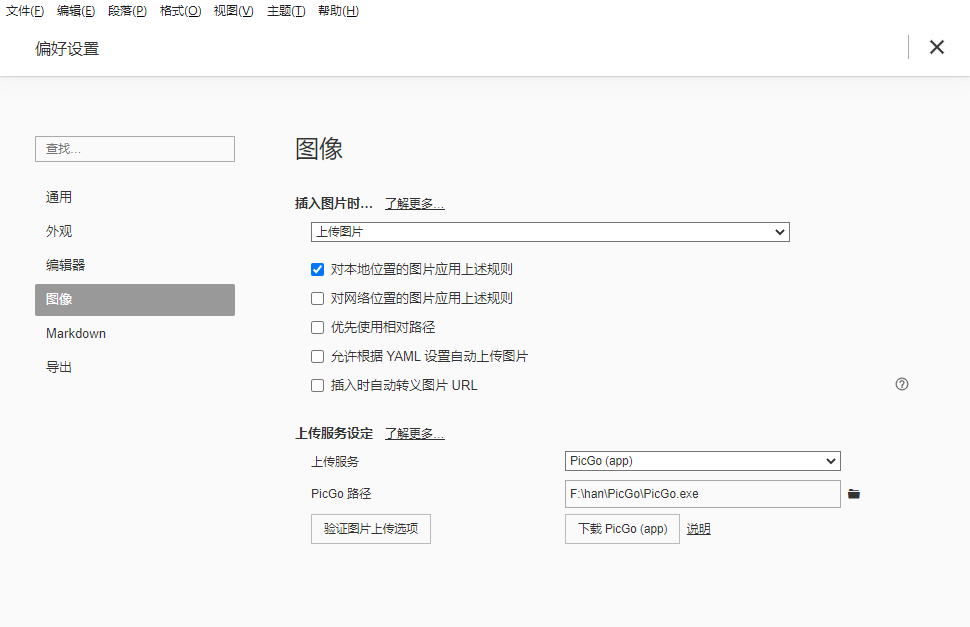 文件(F) 编辑(E) 段落(P) 格式(O) 视图(V) 主题(T) 帮助(H)
偏好设置
查找...
通用
外观
编辑器
图像
Markdown
导出
图像
插入图片时... 了解更多...
上传图片
对本地位置的图片应用上述规则
对网络位置的图片应用上述规则
优先使用相对路径
允许根据 YAML 设置自动上传图片
插入时自动转义图片 URL
上传服务设定 了解更多...
上传服务 PicGo (app)
PicGo 路径 F:\han\PicGo\PicGo.exe
验证图片上传选项 下载 PicGo (app) 说明